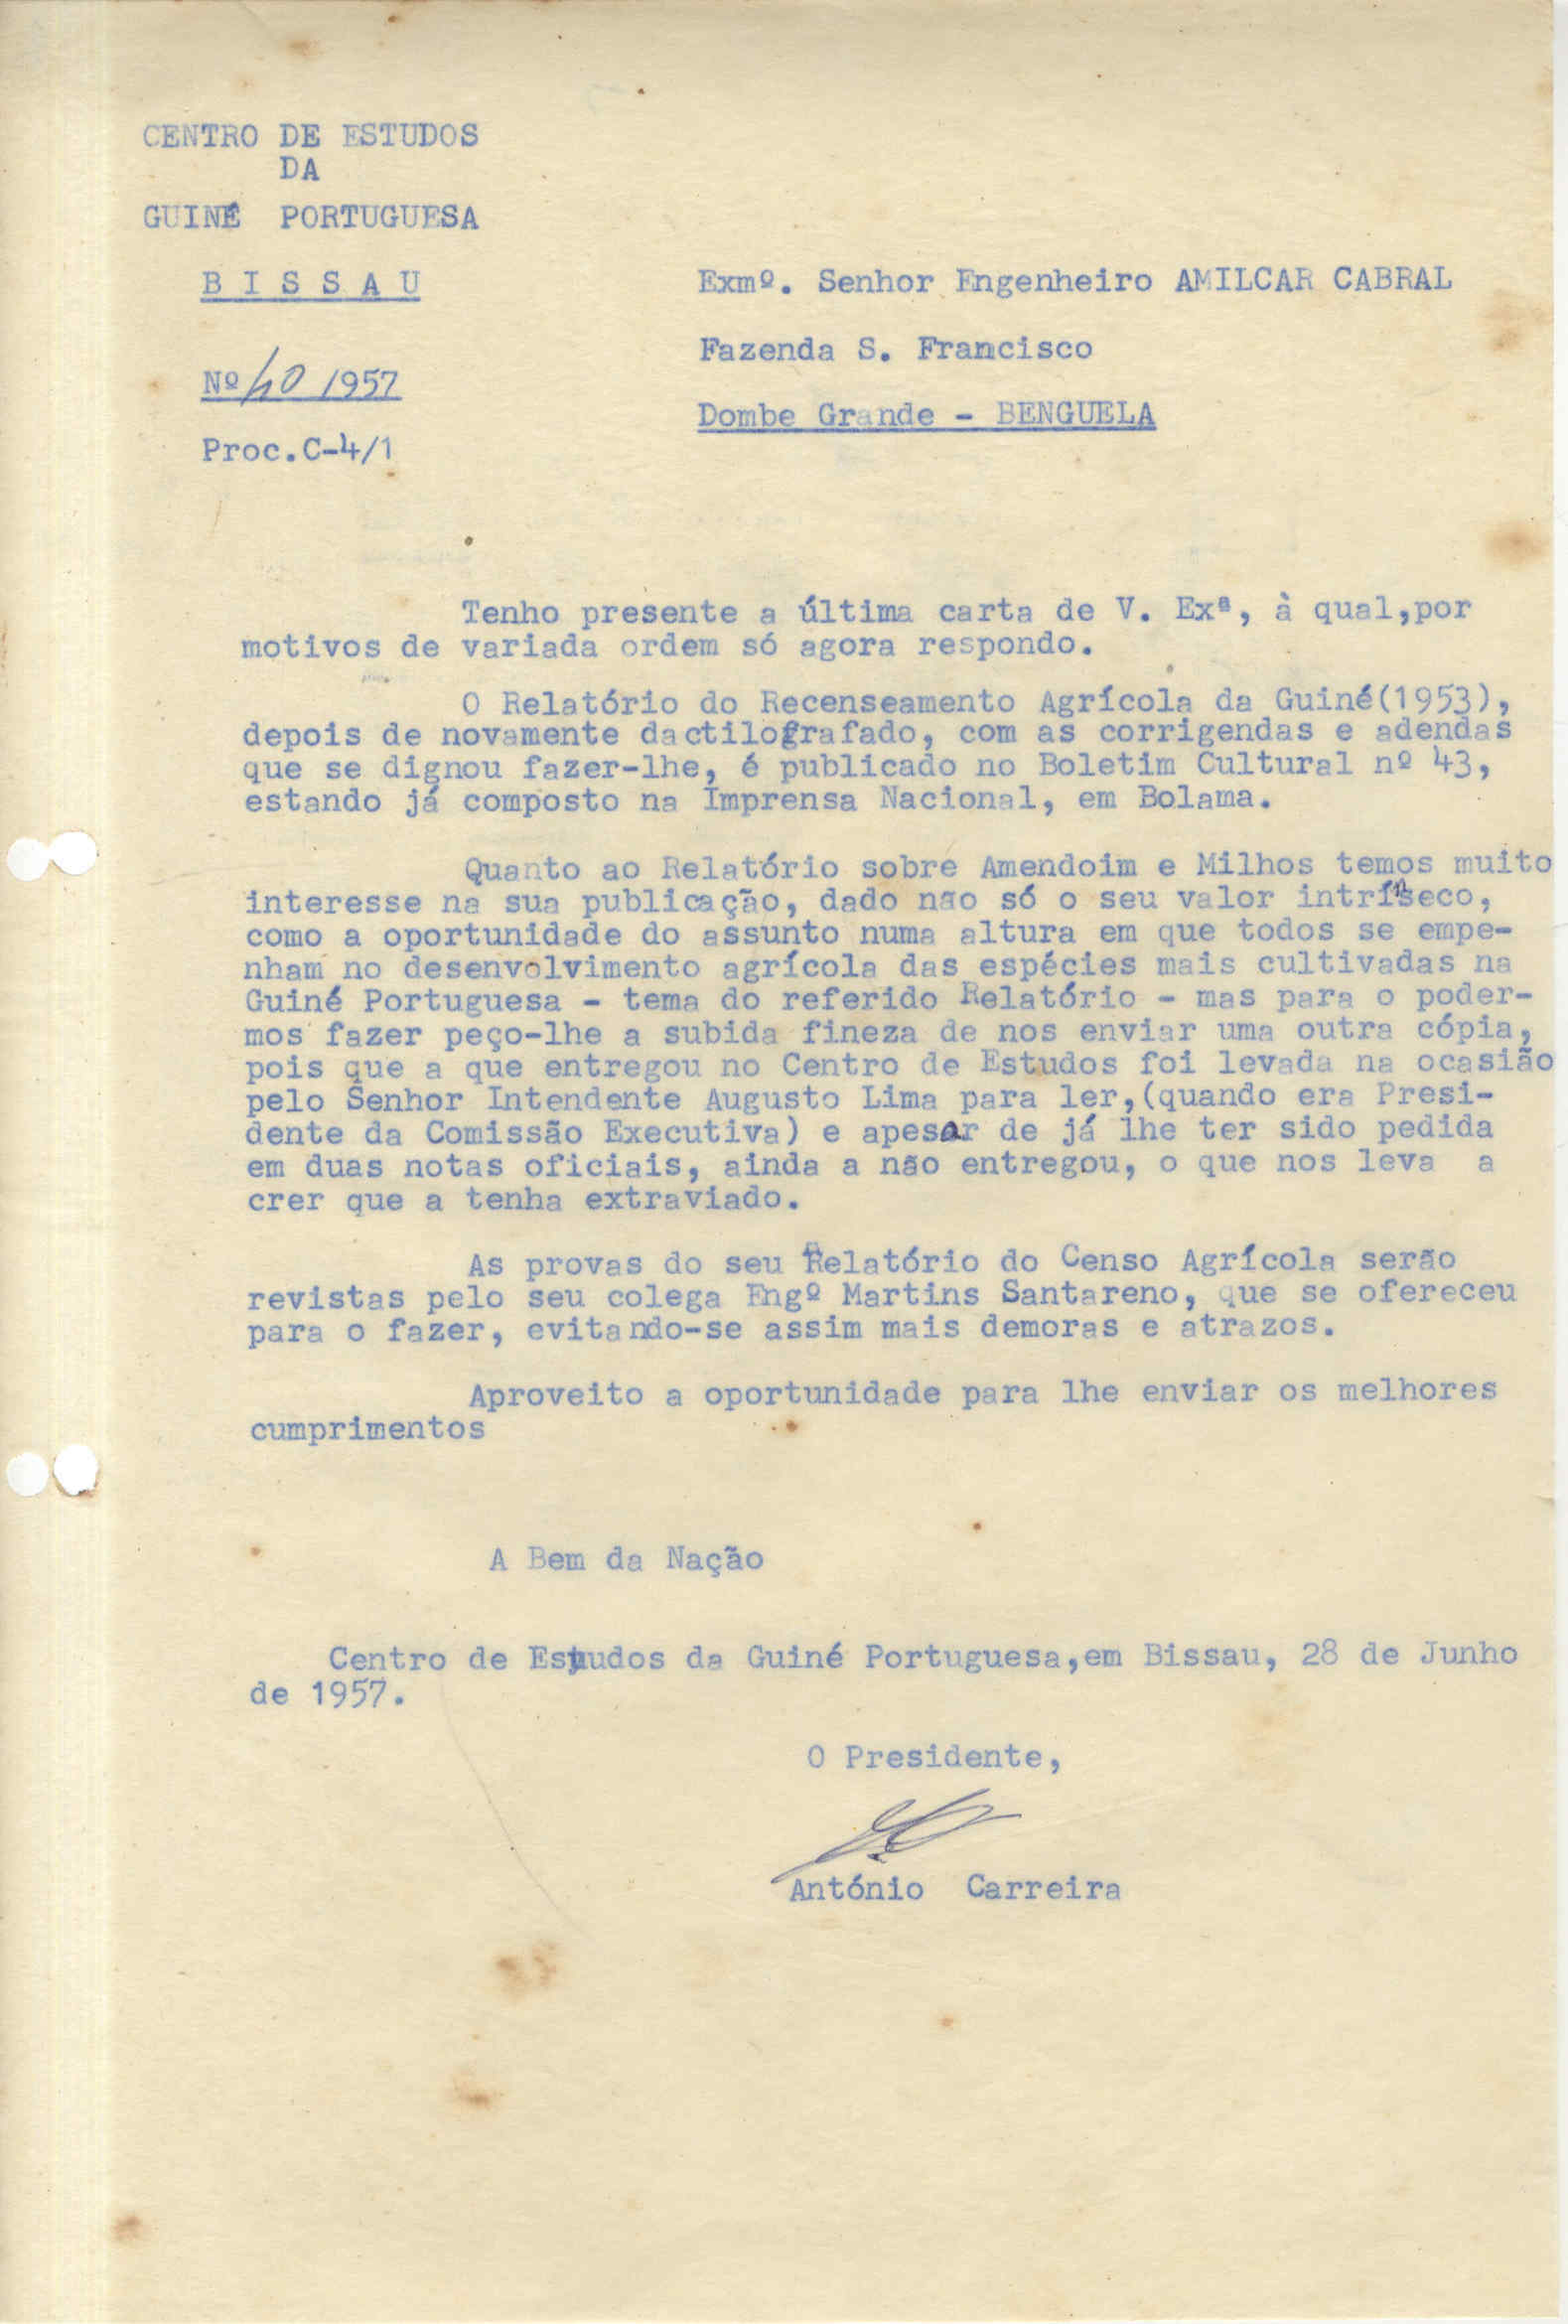 CENTRO DE ESTUDOS
DA
GUINÉ PORTUGUESA
B I S S A U
Nº 40 /1957
Proc.C-4/1
Exmº. Senhor Engenheiro AMILCAR CABRAL
Fazenda S. Francisco
Dombe Grande - BENGUELA
Tenho presente a última carta de V. Exª, à qual,por
motivos de variada ordem só agora respondo.
O Relatório do Recenseamento Agrícola da Guiné(1953),
depois de novamente dactilografado, com as corrigendas e adendas
que se dignou fazer-lhe, é publicado no Boletim Cultural nº 43,
estando já composto na Imprensa Nacional, em Bolama.
Quanto ao Relatório sobre Amendoim e Milhos temos muito
interesse na sua publicação, dado nao só o seu valor intrínseco,
como a oportunidade do assunto numa altura em que todos se empe-
nham no desenvolvimento agrícola das espécies mais cultivadas na
Guiné Portuguesa - tema do referido Relatório - mas para o poder-
mos fazer peço-lhe a subida fineza de nos enviar uma outra cópia,
pois que a que entregou no Centro de Estudos foi levada na ocasião
pelo Senhor Intendente Augusto Lima para ler,(quando era Presi-
dente da Comissão Executiva) e apesar de já lhe ter sido pedida
em duas notas oficiais, ainda a não entregou, o que nos leva a
crer que a tenha extraviado.
As provas do seu Relatório do Censo Agrícola serão
revistas pelo seu colega Engº Martins Santareno, que se ofereceu
para o fazer, evitando-se assim mais demoras e atrazos.
Aproveito a oportunidade para lhe enviar os melhores
cumprimentos
A Bem da Nação
Centro de Estudos da Guiné Portuguesa,em Bissau, 28 de Junho
de 1957.
O Presidente,
António Carreira